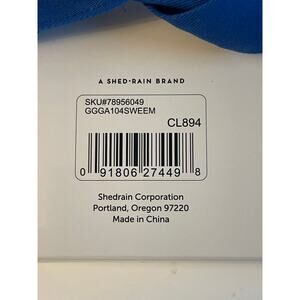 A SHED·RAIN BRAND
SKU#78956049
GGGA104SWEEM
CL894
0 91806 27449 8
Shedrain Corporation
Portland, Oregon 97220
Made in China